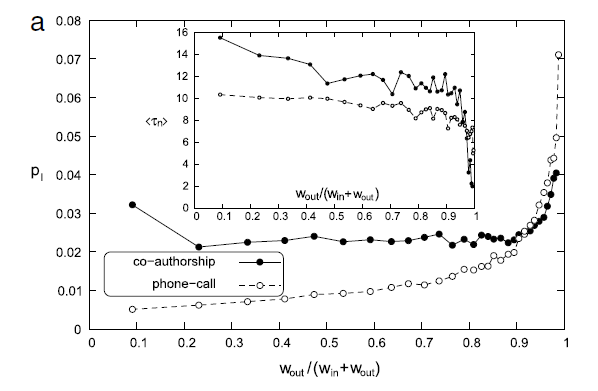 a
0.08
0.07
0.06
0.05
0.04
0.03
0.02
0.01
0
p_l
0 0.1 0.2 0.3 0.4 0.5 0.6 0.7 0.8 0.9 1
w_out/(w_in+w_out)
16
14
12
10
8
6
4
2
0
⟨τ_n⟩
w_out/(w_in+w_out)
0 0.1 0.2 0.3 0.4 0.5 0.6 0.7 0.8 0.9 1
co-authorship
phone-call